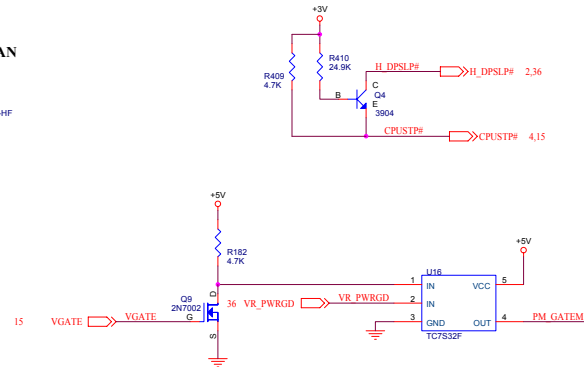 +3V
AN
R409
4.7K
R410
24.9K
H_DPSLP#
H_DPSLP# 2,36
C
B
Q4
E
3904
HF
CPUSTP#
CPUSTP# 4,15
+5V
R182
4.7K
+5V
U16
1
IN
VCC
5
D
Q9
2N7002
G
S
15
VGATE
VGATE
36
VR_PWRGD
VR_PWRGD
2
IN
3
GND
OUT
4
PM_GATEM
TC7S32F